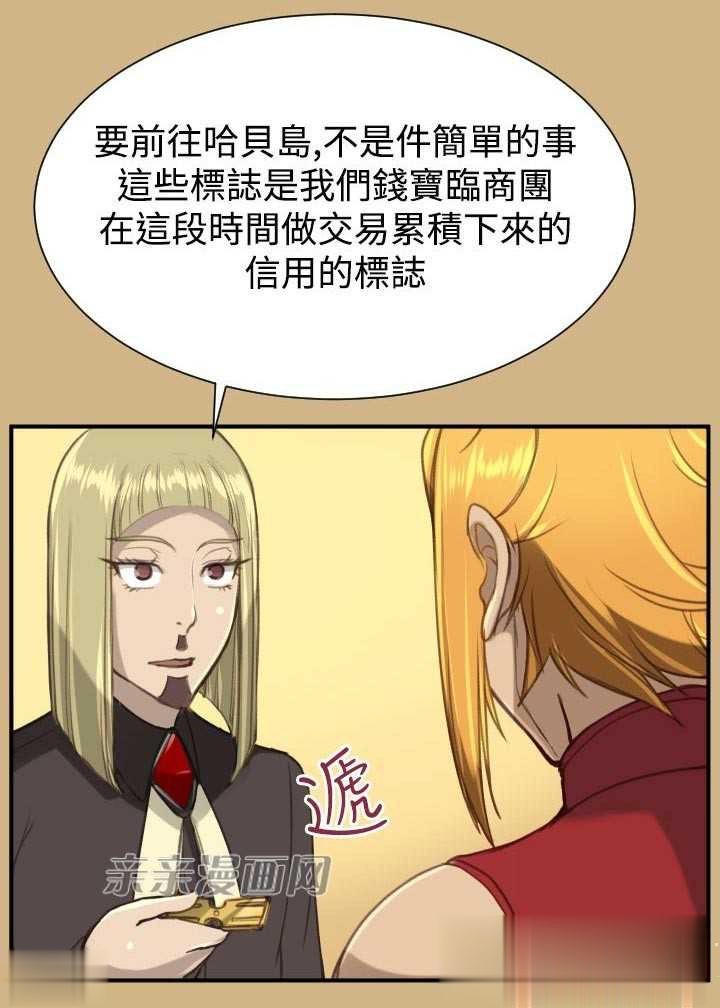 要前往哈貝島,不是件簡單的事
這些標誌是我們錢寶臨商團
在這段時間做交易累積下來的
信用的標誌
遞
亲亲漫画网